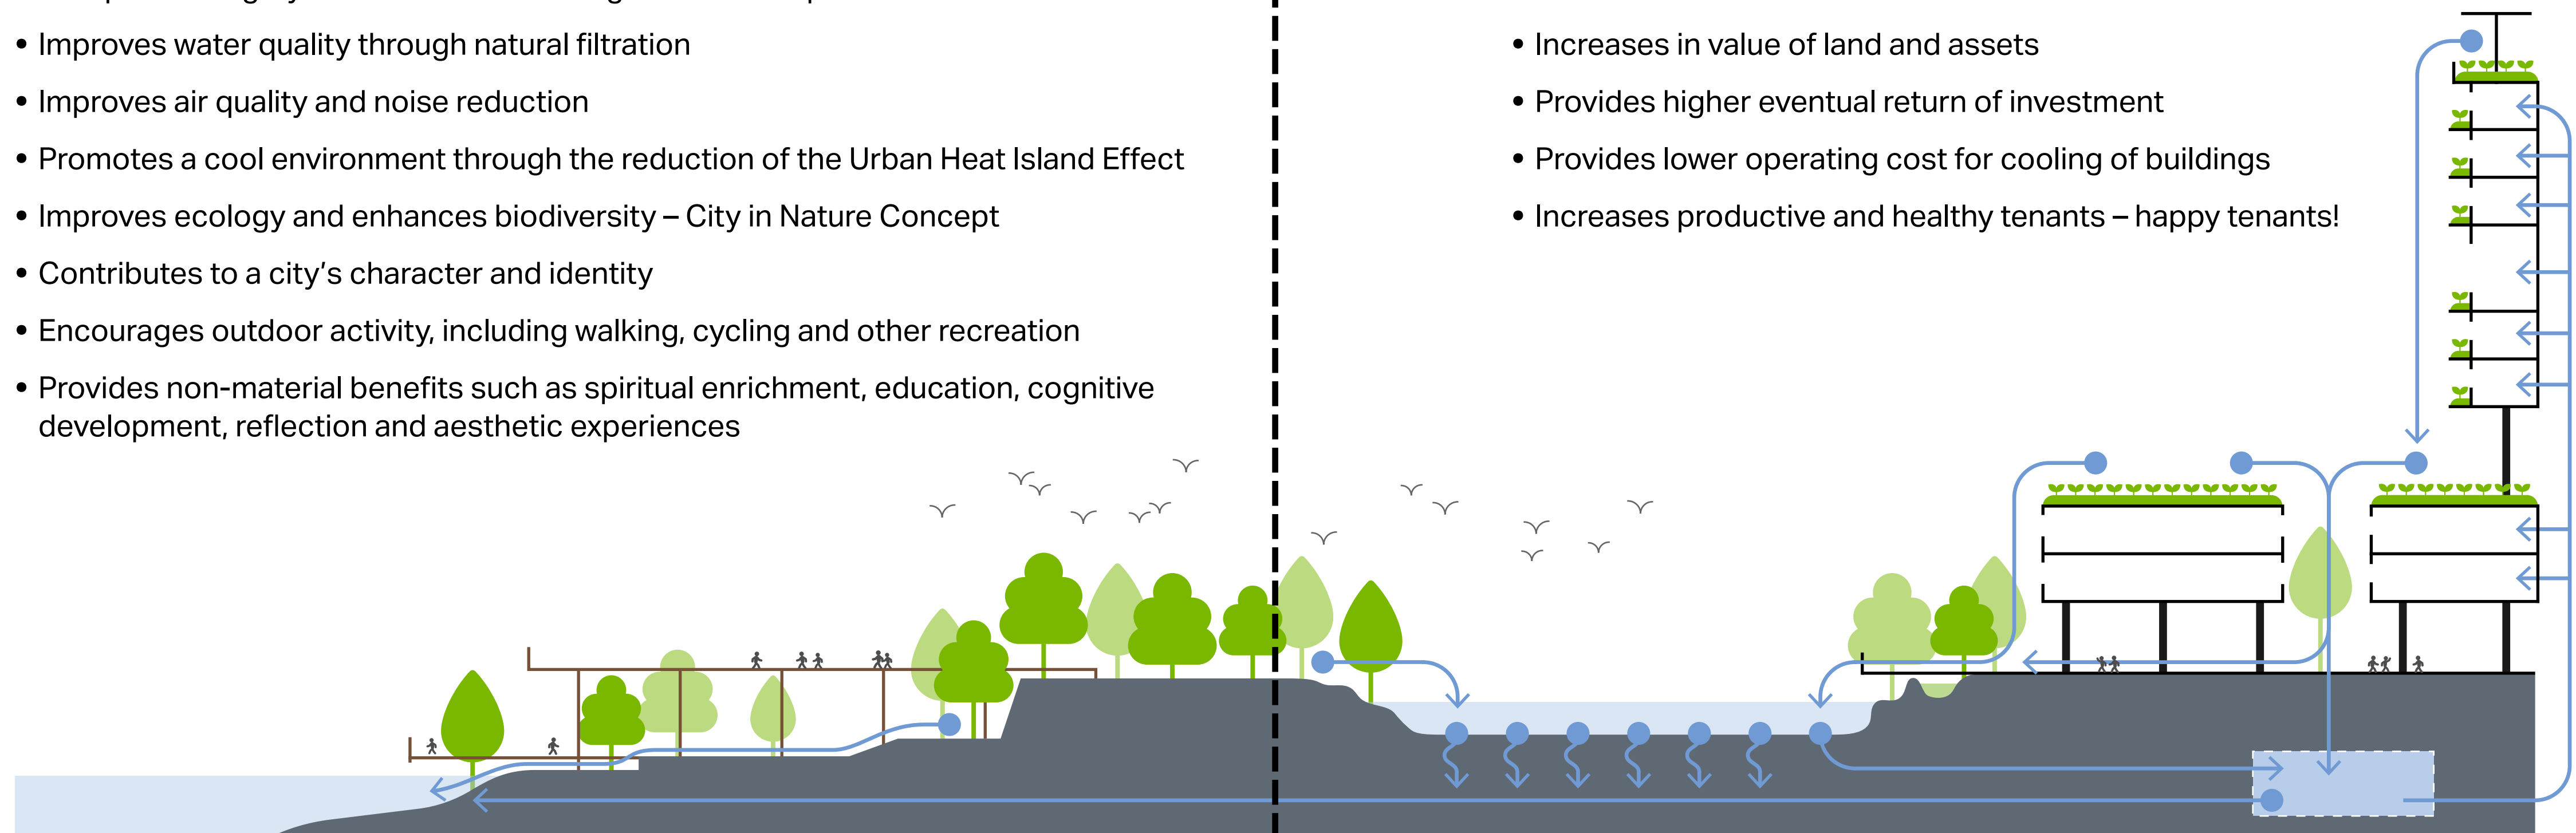 • Improves water quality through natural filtration
• Improves air quality and noise reduction
• Promotes a cool environment through the reduction of the Urban Heat Island Effect
• Improves ecology and enhances biodiversity – City in Nature Concept
• Contributes to a city's character and identity
• Encourages outdoor activity, including walking, cycling and other recreation
• Provides non-material benefits such as spiritual enrichment, education, cognitive
development, reflection and aesthetic experiences
• Increases in value of land and assets
• Provides higher eventual return of investment
• Provides lower operating cost for cooling of buildings
• Increases productive and healthy tenants – happy tenants!